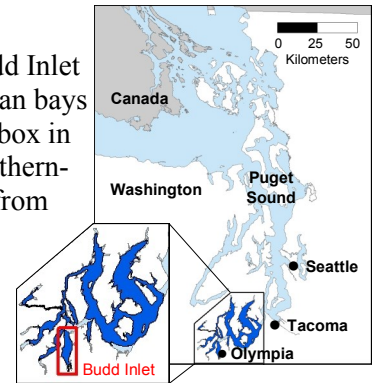 dd Inlet
an bays
box in
thern-
from
0 25 50
Kilometers
Canada
Washington
Puget
Sound
Seattle
Tacoma
Olympia
Budd Inlet